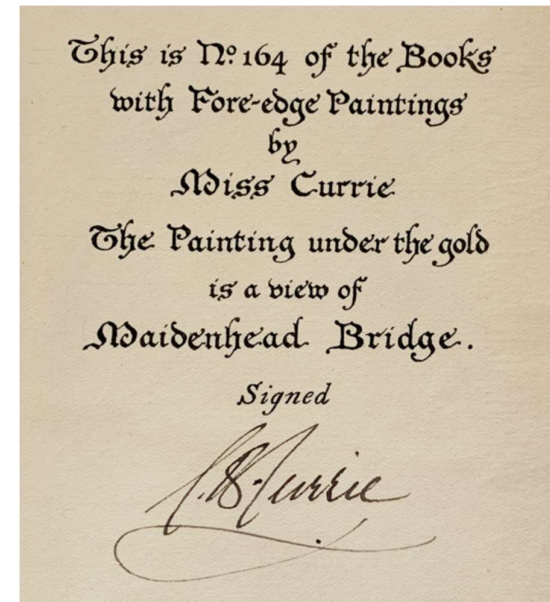 This is Nº 164 of the Books
with Fore-edge Paintings
by
Miss Currie
The Painting under the gold
is a view of
Maidenhead Bridge.
Signed
C. B. Currie